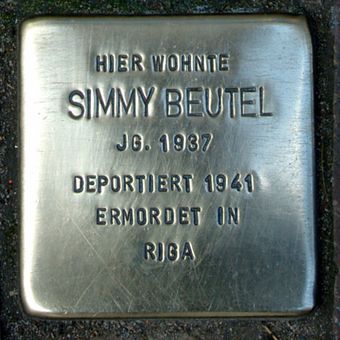 HIER WOHNTE
SIMMY BEUTEL
JG. 1937
DEPORTIERT 1941
ERMORDET IN
RIGA